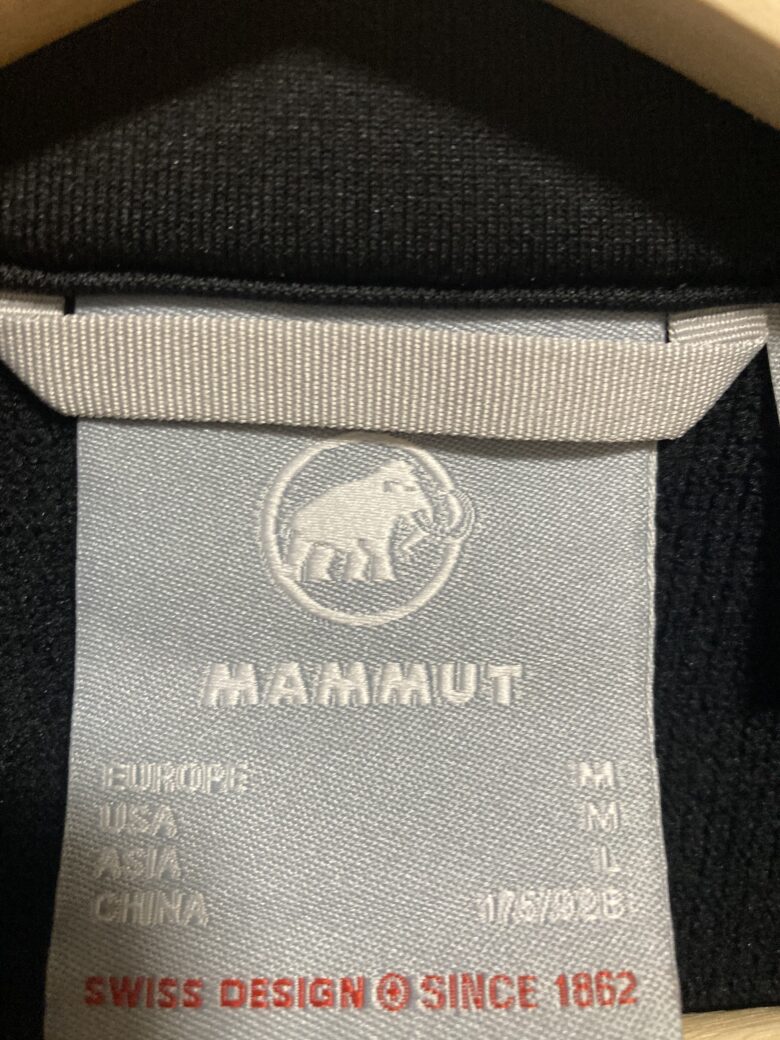 MAMMUT
EUROPE M
USA M
ASIA L
CHINA 175/92B
SWISS DESIGN SINCE 1862